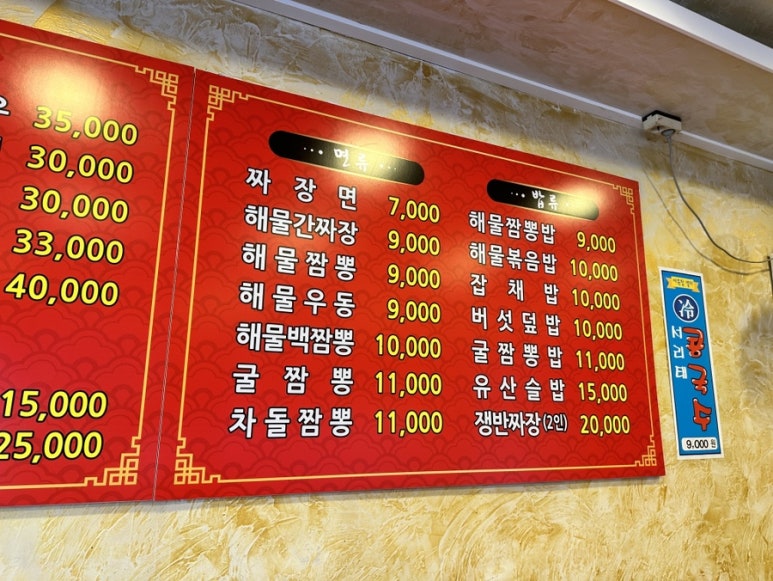 35,000
30,000
30,000
33,000
40,000
15,000
25,000
면류
짜장면 7,000
해물간짜장 9,000
해물짬뽕 9,000
해물우동 9,000
해물백짬뽕 10,000
굴짬뽕 11,000
차돌짬뽕 11,000
밥류
해물짬뽕밥 9,000
해물볶음밥 10,000
잡채밥 10,000
버섯덮밥 10,000
굴짬뽕밥 11,000
유산슬밥 15,000
쟁반짜장(2인) 20,000
冷
서리태
콩국수
9,000원